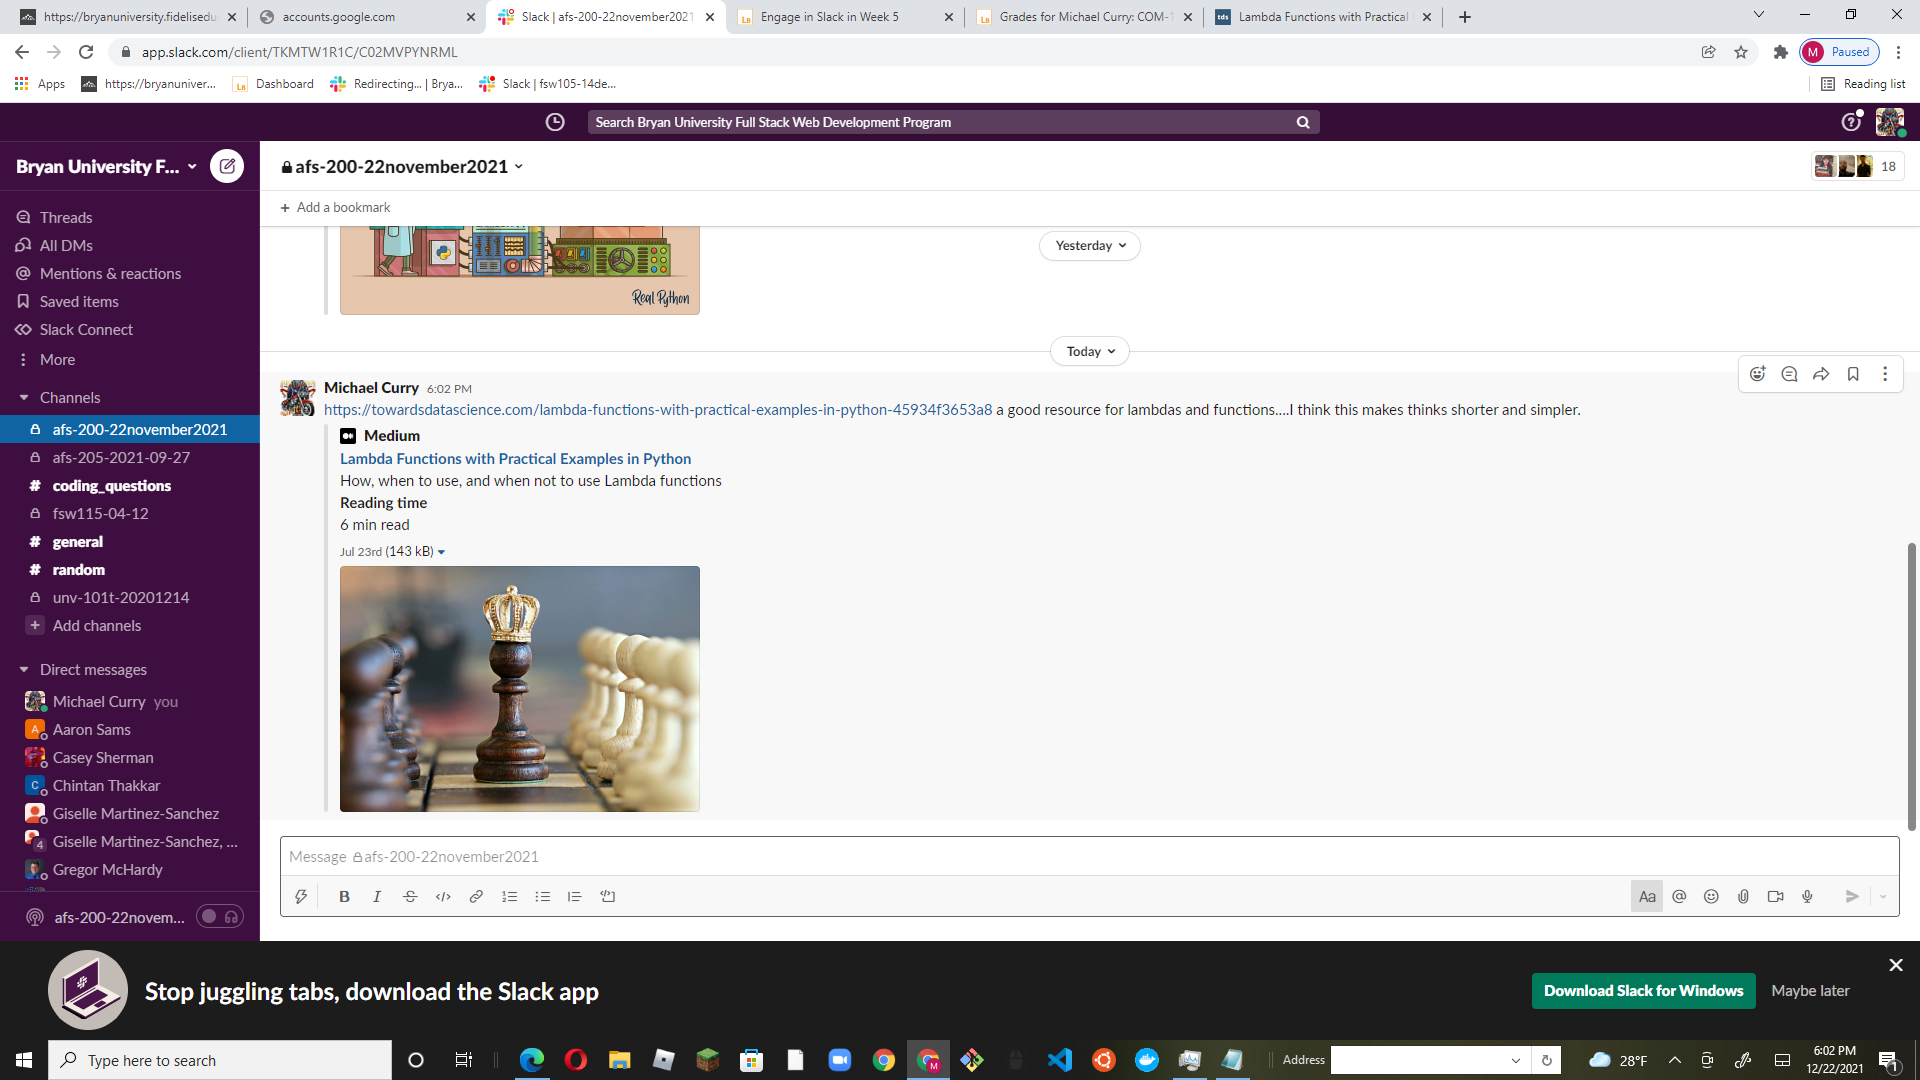 https://bryanuniversity.fidelisedu
accounts.google.com
Slack | afs-200-22november2021
Engage in Slack in Week 5
Grades for Michael Curry: COM-
Lambda Functions with Practical
app.slack.com/client/TKMTW1R1C/C02MVPYNRML
M Paused
Apps
https://bryanuniver...
Dashboard
Redirecting... | Brya...
Slack | fsw105-14de...
Reading list
Search Bryan University Full Stack Web Development Program
Bryan University F...
afs-200-22november2021
18
+ Add a bookmark
Threads
All DMs
Mentions & reactions
Saved items
Slack Connect
More
Channels
afs-200-22november2021
afs-205-2021-09-27
# coding_questions
fsw115-04-12
# general
# random
unv-101t-20201214
+ Add channels
Direct messages
Michael Curry you
A Aaron Sams
Casey Sherman
C Chintan Thakkar
Giselle Martinez-Sanchez
4 Giselle Martinez-Sanchez, ...
Gregor McHardy
afs-200-22novem...
Yesterday
Real Python
Today
Michael Curry 6:02 PM
https://towardsdatascience.com/lambda-functions-with-practical-examples-in-python-45934f3653a8 a good resource for lambdas and functions....I think this makes thinks shorter and simpler.
Medium
Lambda Functions with Practical Examples in Python
How, when to use, and when not to use Lambda functions
Reading time
6 min read
Jul 23rd (143 kB)
Message afs-200-22november2021
B I S </>
Aa @
Stop juggling tabs, download the Slack app
Download Slack for Windows
Maybe later
Type here to search
Address
28°F
6:02 PM
12/22/2021
1